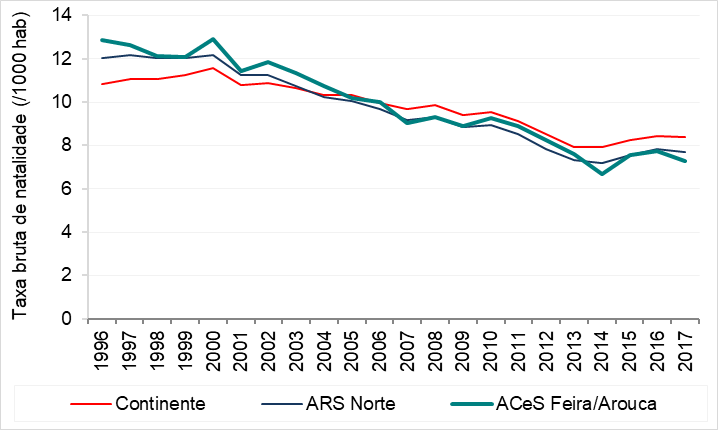 Taxa bruta de natalidade (/1000 hab)
14
12
10
8
6
4
2
0
1996 1997 1998 1999 2000 2001 2002 2003 2004 2005 2006 2007 2008 2009 2010 2011 2012 2013 2014 2015 2016 2017
Continente ARS Norte ACeS Feira/Arouca